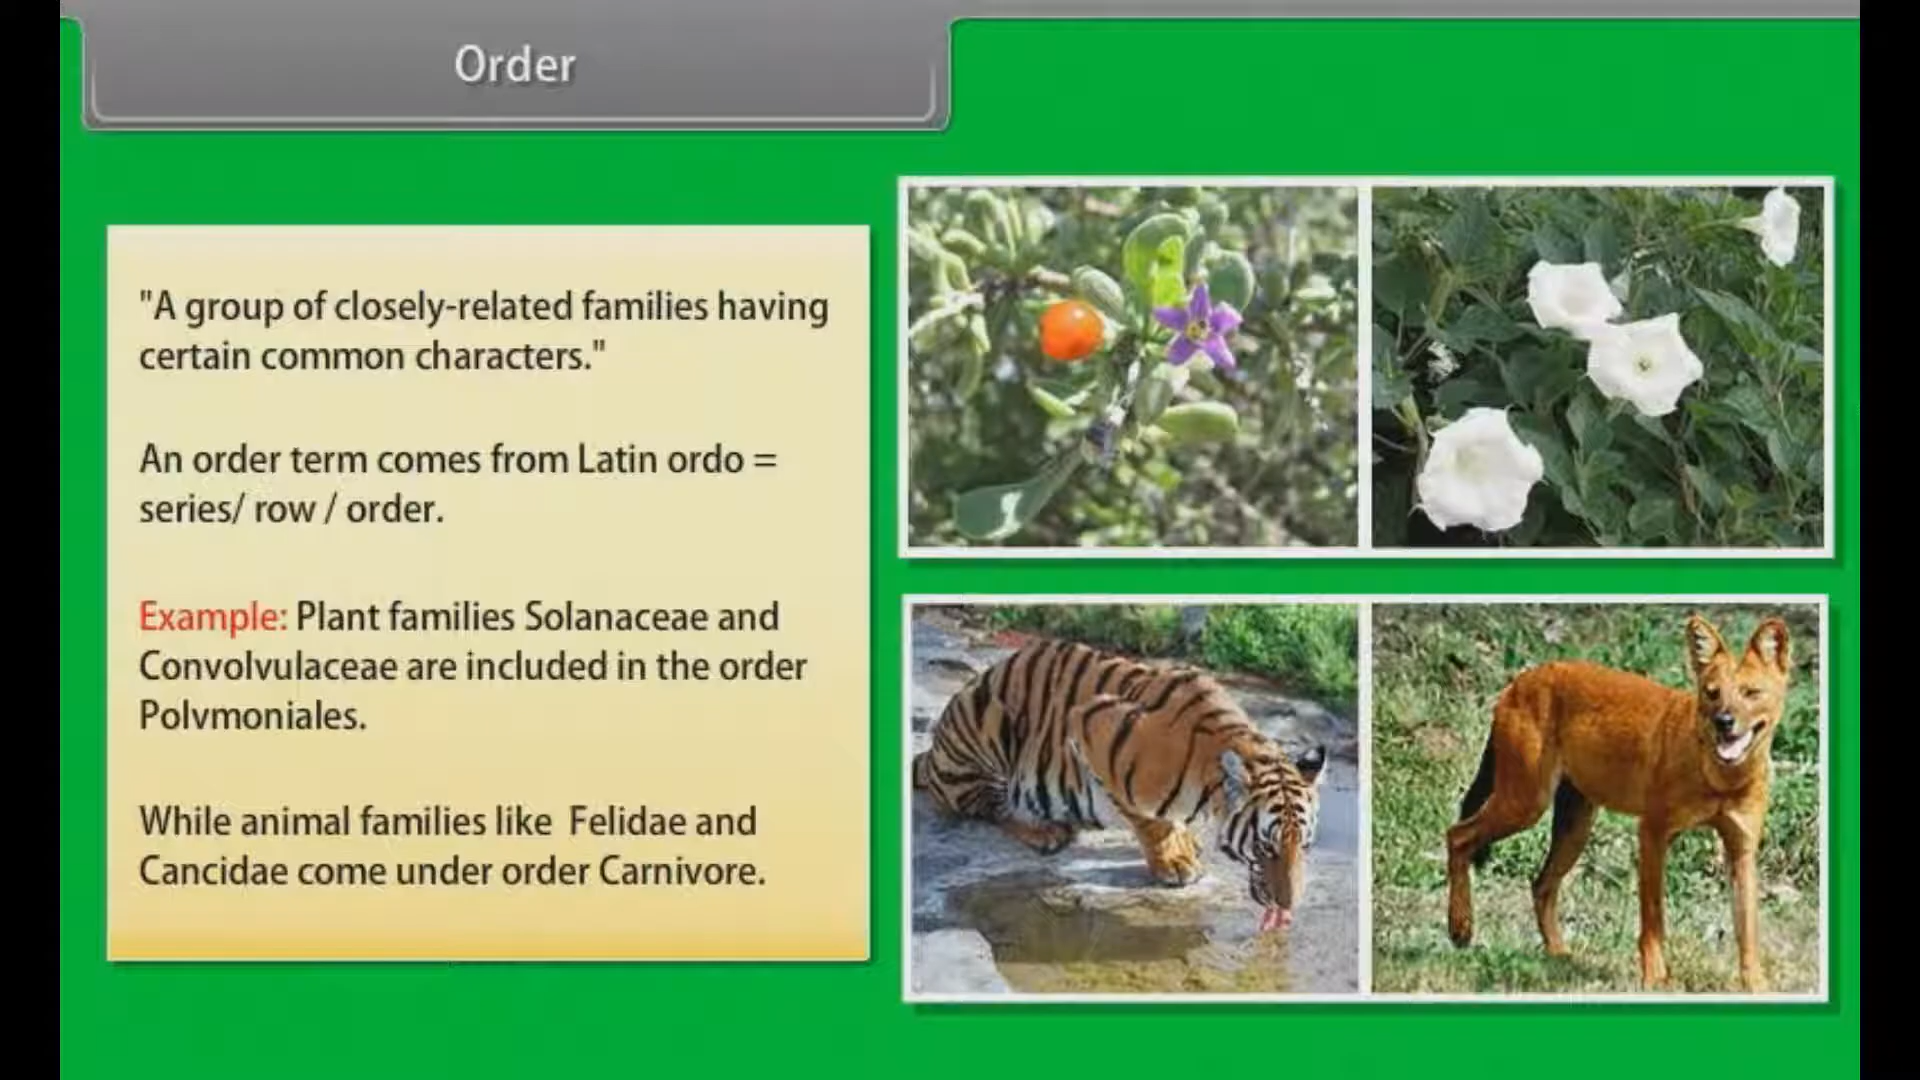 Order
"A group of closely-related families having
certain common characters."
An order term comes from Latin ordo =
series/ row / order.
Example: Plant families Solanaceae and
Convolvulaceae are included in the order
Polvmoniales.
While animal families like Felidae and
Cancidae come under order Carnivore.